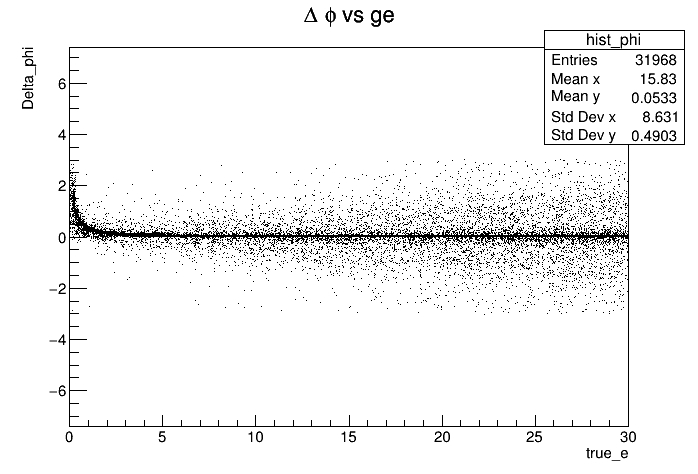 Δ ϕ vs ge
hist_phi
Entries 31968
Mean x 15.83
Mean y 0.0533
Std Dev x 8.631
Std Dev y 0.4903
Delta_phi
6
4
2
0
−2
−4
−6
0 5 10 15 20 25 30
true_e